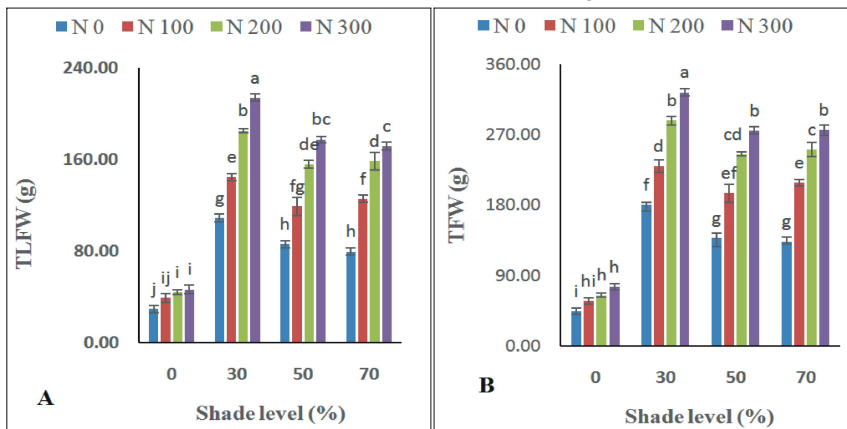 N 0 N 100 N 200 N 300
240.00
160.00
80.00
0.00
TLFW (g)
j ij i i
g e b a
h fg de bc
h f d c
0 30 50 70
Shade level (%)
A
N 0 N 100 N 200 N 300
360.00
270.00
180.00
90.00
0.00
TFW (g)
i hi h h
f d b a
g ef cd b
g e c b
0 30 50 70
Shade level (%)
B